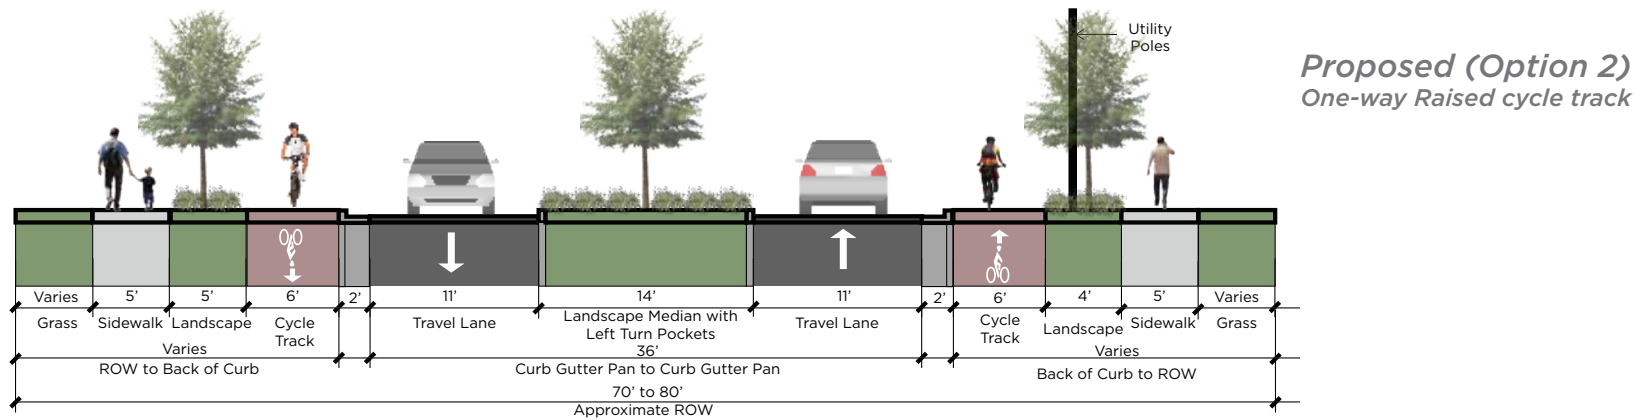 Utility
Poles
Proposed (Option 2)
One-way Raised cycle track
Varies 5' 5' 6' 2' 11' 14' 11' 2' 6' 4' 5' Varies
Grass Sidewalk Landscape Cycle
Track
Travel Lane
Landscape Median with
Left Turn Pockets
Travel Lane
Cycle
Track
Landscape Sidewalk Grass
Varies
ROW to Back of Curb
36'
Curb Gutter Pan to Curb Gutter Pan
Varies
Back of Curb to ROW
70' to 80'
Approximate ROW